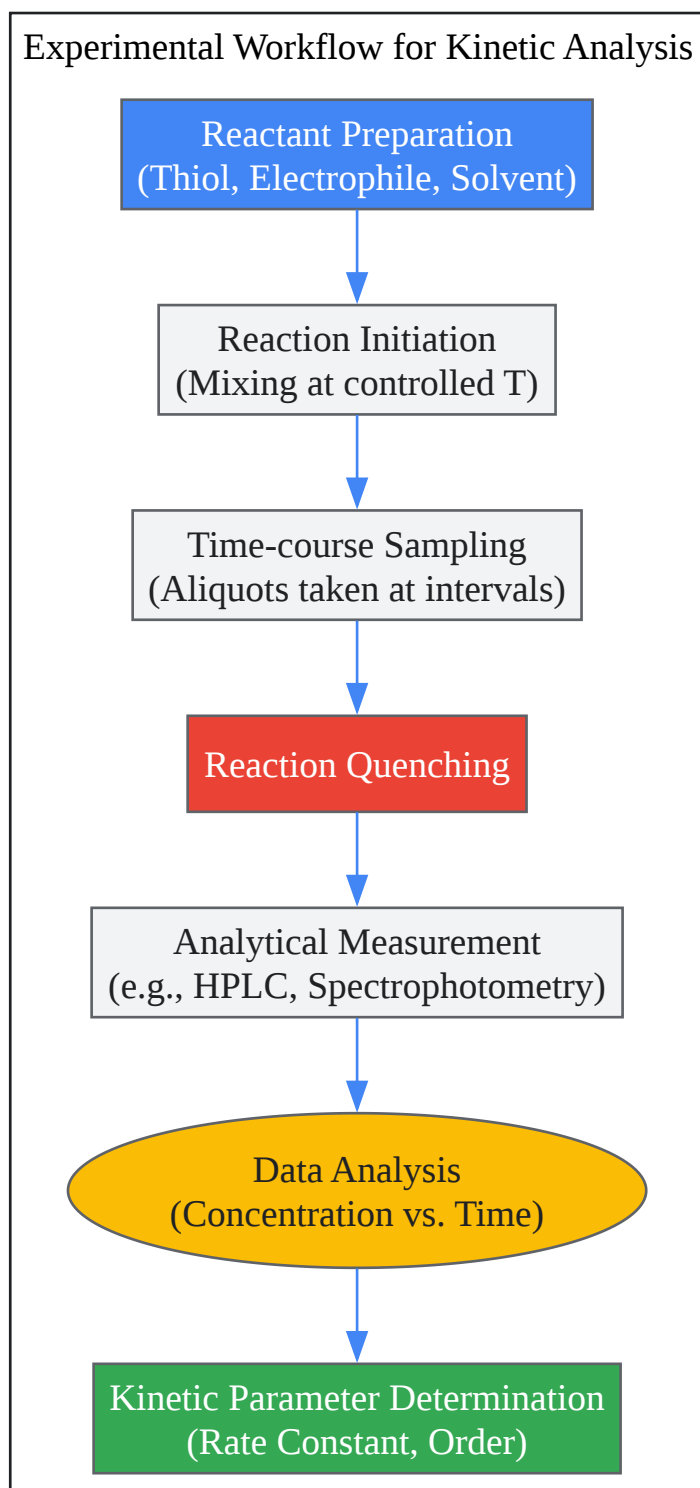 Experimental Workflow for Kinetic Analysis
Reactant Preparation
(Thiol, Electrophile, Solvent)
Reaction Initiation
(Mixing at controlled T)
Time-course Sampling
(Aliquots taken at intervals)
Reaction Quenching
Analytical Measurement
(e.g., HPLC, Spectrophotometry)
Data Analysis
(Concentration vs. Time)
Kinetic Parameter Determination
(Rate Constant, Order)